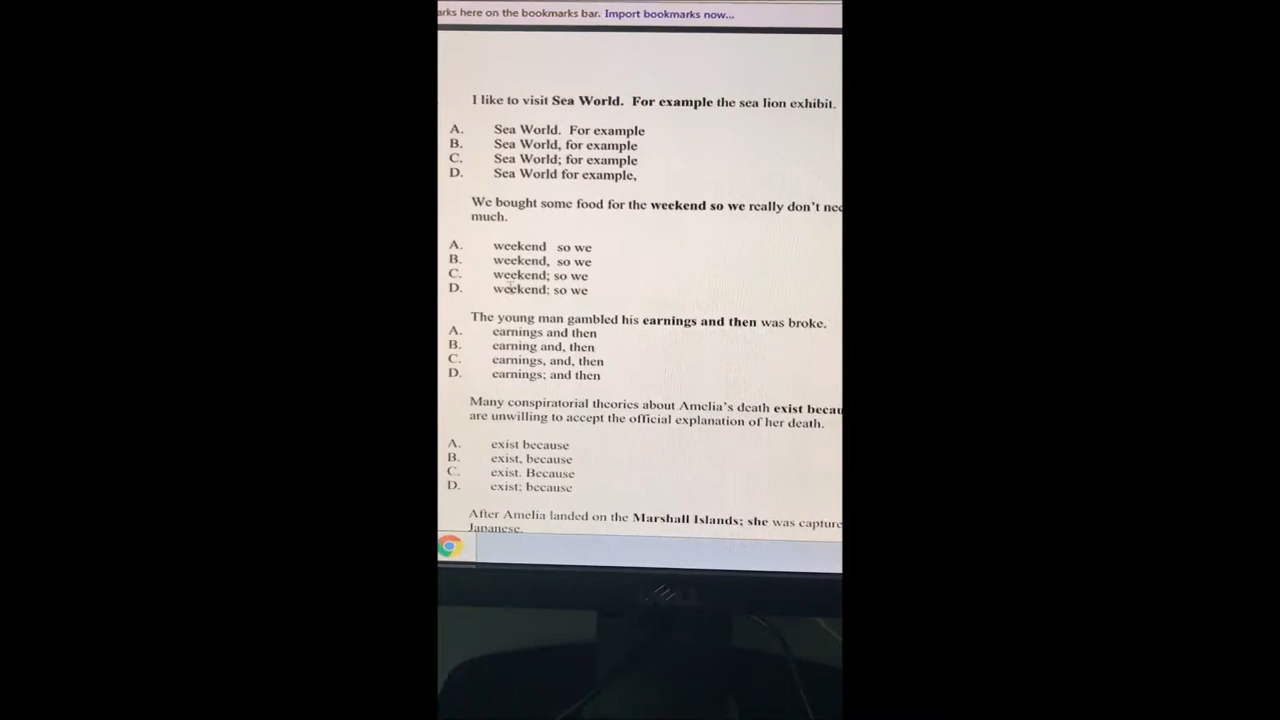 arks here on the bookmarks bar. Import bookmarks now...
I like to visit Sea World. For example the sea lion exhibit.
A. Sea World. For example
B. Sea World, for example
C. Sea World; for example
D. Sea World for example,
We bought some food for the weekend so we really don't nee
much.
A. weekend so we
B. weekend, so we
C. weekend; so we
D. weekend: so we
The young man gambled his earnings and then was broke.
A. earnings and then
B. earning and, then
C. earnings, and, then
D. earnings; and then
Many conspiratorial theories about Amelia's death exist becau
are unwilling to accept the official explanation of her death.
A. exist because
B. exist, because
C. exist. Because
D. exist; because
After Amelia landed on the Marshall Islands; she was capture
Japanese.